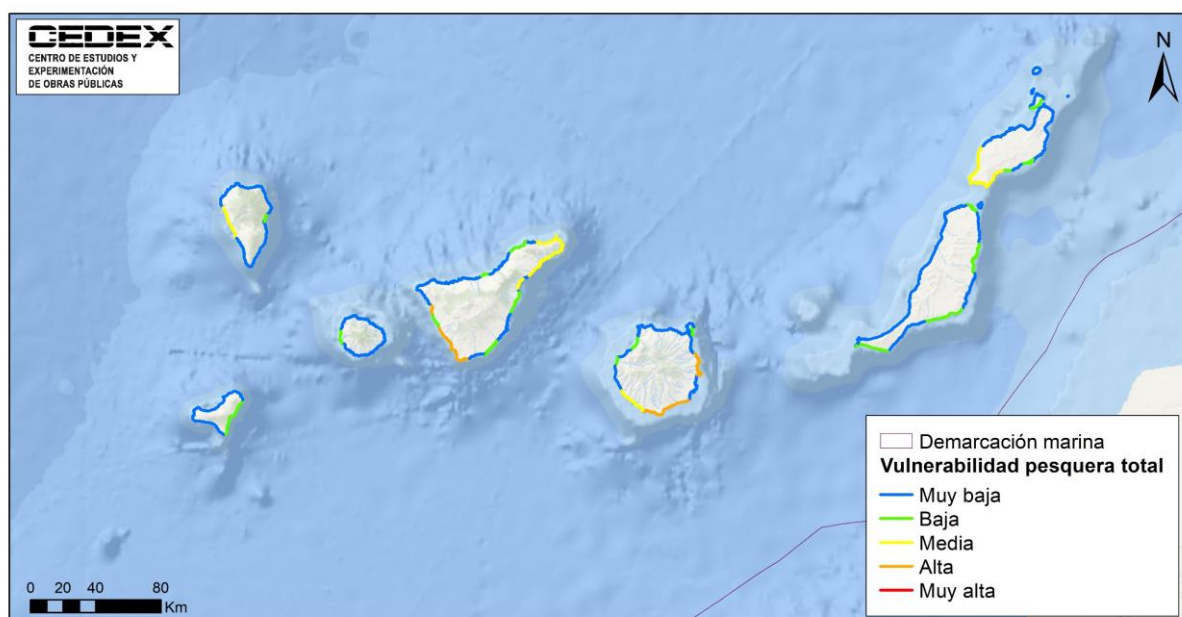 CEDEX
CENTRO DE ESTUDIOS Y
EXPERIMENTACIÓN
DE OBRAS PÚBLICAS
N
Demarcación marina
Vulnerabilidad pesquera total
Muy baja
Baja
Media
Alta
Muy alta
0 20 40 80
Km